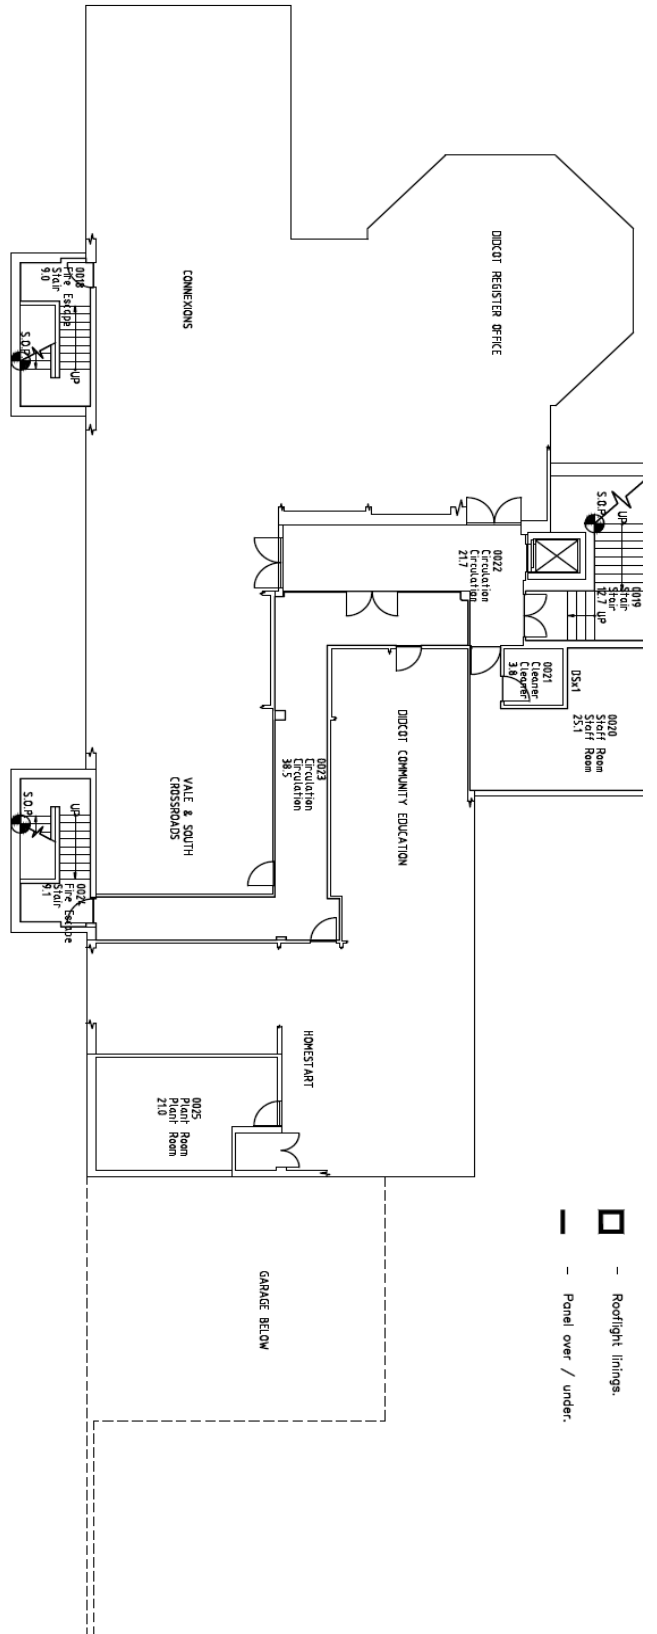 DIDCOT REGISTER OFFICE
CONNEXIONS
0018
Fire Escape
Stair
9.0
S.O.P
UP
S.O.P
UP
0022
Circulation
Circulation
21.7
0019
Stair
Stair
12.7
UP
0021
Cleaner
Cleaner
3.8
DSx1
0020
Staff Room
Staff Room
25.1
DIDCOT COMMUNITY EDUCATION
0023
Circulation
Circulation
38.5
VALE & SOUTH
CROSSROADS
UP
S.O.P
0024
Fire Escape
Stair
9.1
HOMESTART
0025
Plant Room
Plant Room
21.0
GARAGE BELOW
- Rooflight linings.
- Panel over / under.